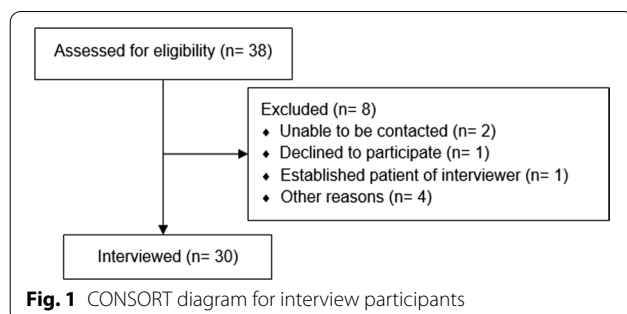 Assessed for eligibility (n= 38)
Excluded (n= 8)
♦ Unable to be contacted (n= 2)
♦ Declined to participate (n= 1)
♦ Established patient of interviewer (n= 1)
♦ Other reasons (n= 4)
Interviewed (n= 30)
Fig. 1 CONSORT diagram for interview participants